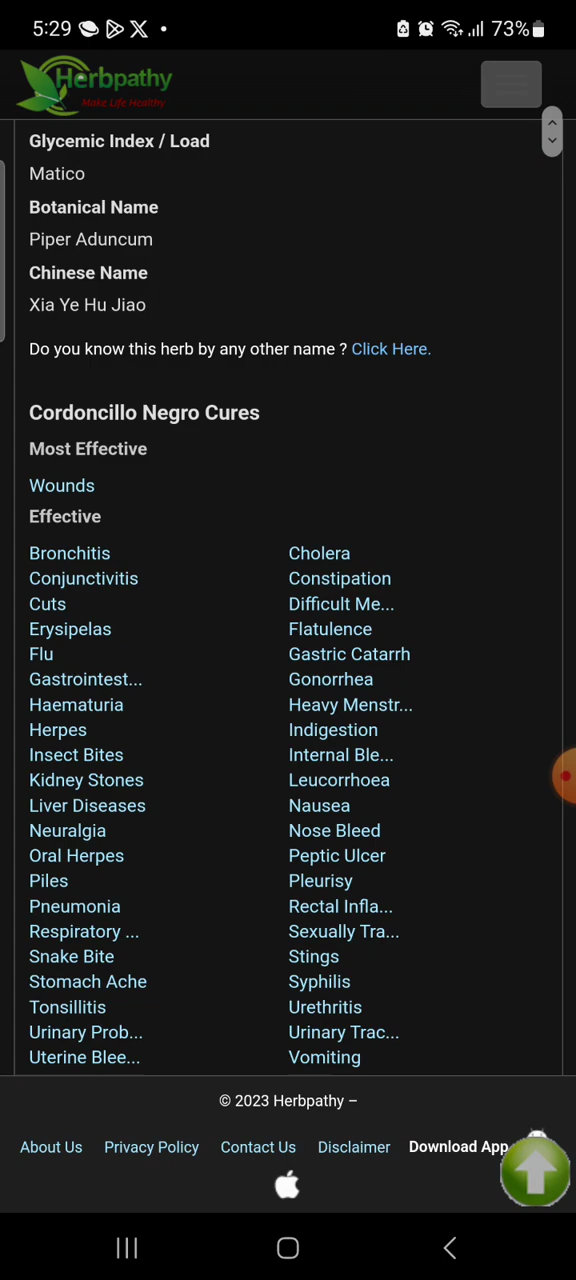 5:29
73%
Herbpathy
Make Life Healthy
Glycemic Index / Load
Matico
Botanical Name
Piper Aduncum
Chinese Name
Xia Ye Hu Jiao
Do you know this herb by any other name ? Click Here.
Cordoncillo Negro Cures
Most Effective
Wounds
Effective
Bronchitis Cholera
Conjunctivitis Constipation
Cuts Difficult Me...
Erysipelas Flatulence
Flu Gastric Catarrh
Gastrointest... Gonorrhea
Haematuria Heavy Menstr...
Herpes Indigestion
Insect Bites Internal Ble...
Kidney Stones Leucorrhoea
Liver Diseases Nausea
Neuralgia Nose Bleed
Oral Herpes Peptic Ulcer
Piles Pleurisy
Pneumonia Rectal Infla...
Respiratory ... Sexually Tra...
Snake Bite Stings
Stomach Ache Syphilis
Tonsillitis Urethritis
Urinary Prob... Urinary Trac...
Uterine Blee... Vomiting
© 2023 Herbpathy –
About Us Privacy Policy Contact Us Disclaimer Download App